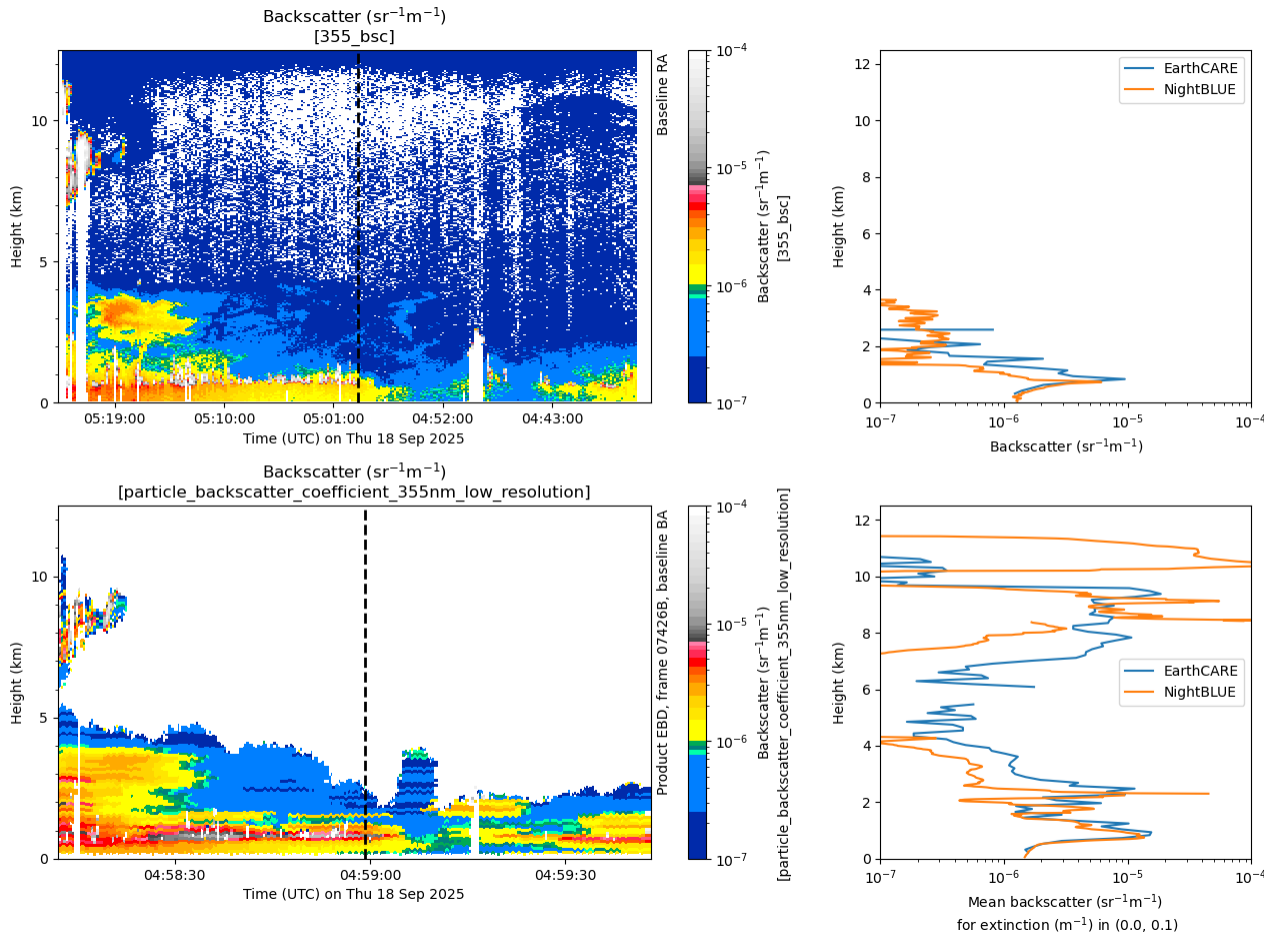 Backscatter (sr⁻¹m⁻¹)
[355_bsc]
Height (km)
10
5
0
05:19:00 05:10:00 05:01:00 04:52:00 04:43:00
Time (UTC) on Thu 18 Sep 2025
Baseline RA
10⁻⁴
10⁻⁵
10⁻⁶
10⁻⁷
Backscatter (sr⁻¹m⁻¹)
[355_bsc]
EarthCARE
NightBLUE
Height (km)
12
10
8
6
4
2
0
10⁻⁷ 10⁻⁶ 10⁻⁵ 10⁻⁴
Backscatter (sr⁻¹m⁻¹)
Backscatter (sr⁻¹m⁻¹)
[particle_backscatter_coefficient_355nm_low_resolution]
Height (km)
10
5
0
04:58:30 04:59:00 04:59:30
Time (UTC) on Thu 18 Sep 2025
Product EBD, frame 07426B, baseline BA
10⁻⁴
10⁻⁵
10⁻⁶
10⁻⁷
Backscatter (sr⁻¹m⁻¹)
[particle_backscatter_coefficient_355nm_low_resolution]
EarthCARE
NightBLUE
Height (km)
12
10
8
6
4
2
0
10⁻⁷ 10⁻⁶ 10⁻⁵ 10⁻⁴
Mean backscatter (sr⁻¹m⁻¹)
for extinction (m⁻¹) in (0.0, 0.1)